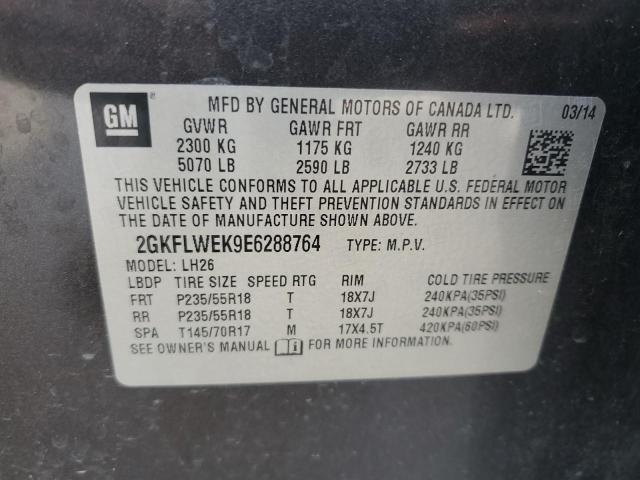 GM ®
MFD BY GENERAL MOTORS OF CANADA LTD. 03/14
GVWR GAWR FRT GAWR RR
2300 KG 1175 KG 1240 KG
5070 LB 2590 LB 2733 LB
THIS VEHICLE CONFORMS TO ALL APPLICABLE U.S. FEDERAL MOTOR
VEHICLE SAFETY AND THEFT PREVENTION STANDARDS IN EFFECT ON
THE DATE OF MANUFACTURE SHOWN ABOVE.
2GKFLWEK9E6288764 TYPE: M.P.V.
MODEL: LH26
LBDP TIRE SIZE SPEED RTG RIM COLD TIRE PRESSURE
FRT P235/55R18 T 18X7J 240KPA(35PSI)
RR P235/55R18 T 18X7J 240KPA(35PSI)
SPA T145/70R17 M 17X4.5T 420KPA(60PSI)
SEE OWNER'S MANUAL FOR MORE INFORMATION.